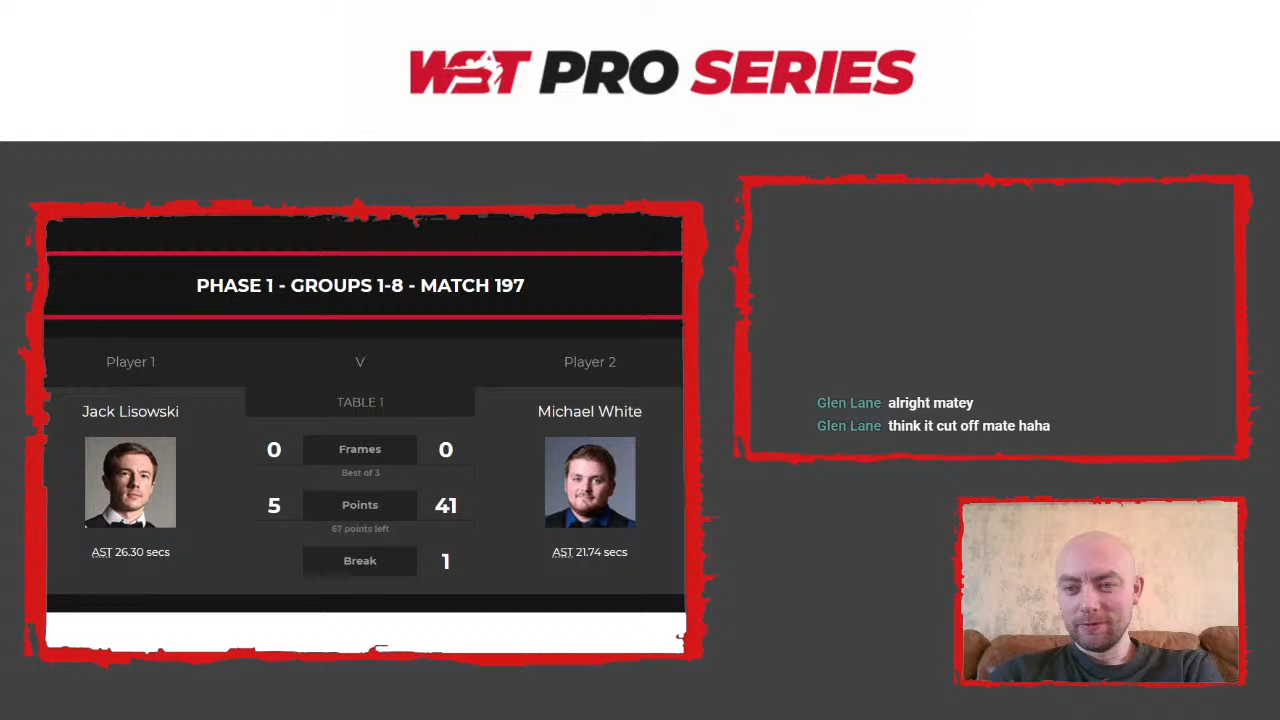 WST PRO SERIES
PHASE 1 - GROUPS 1-8 - MATCH 197
Player 1 V Player 2
TABLE 1
Jack Lisowski Michael White
0 Frames 0
Best of 3
5 Points 41
67 points left
AST 26.30 secs AST 21.74 secs
Break 1
Glen Lane alright matey
Glen Lane think it cut off mate haha